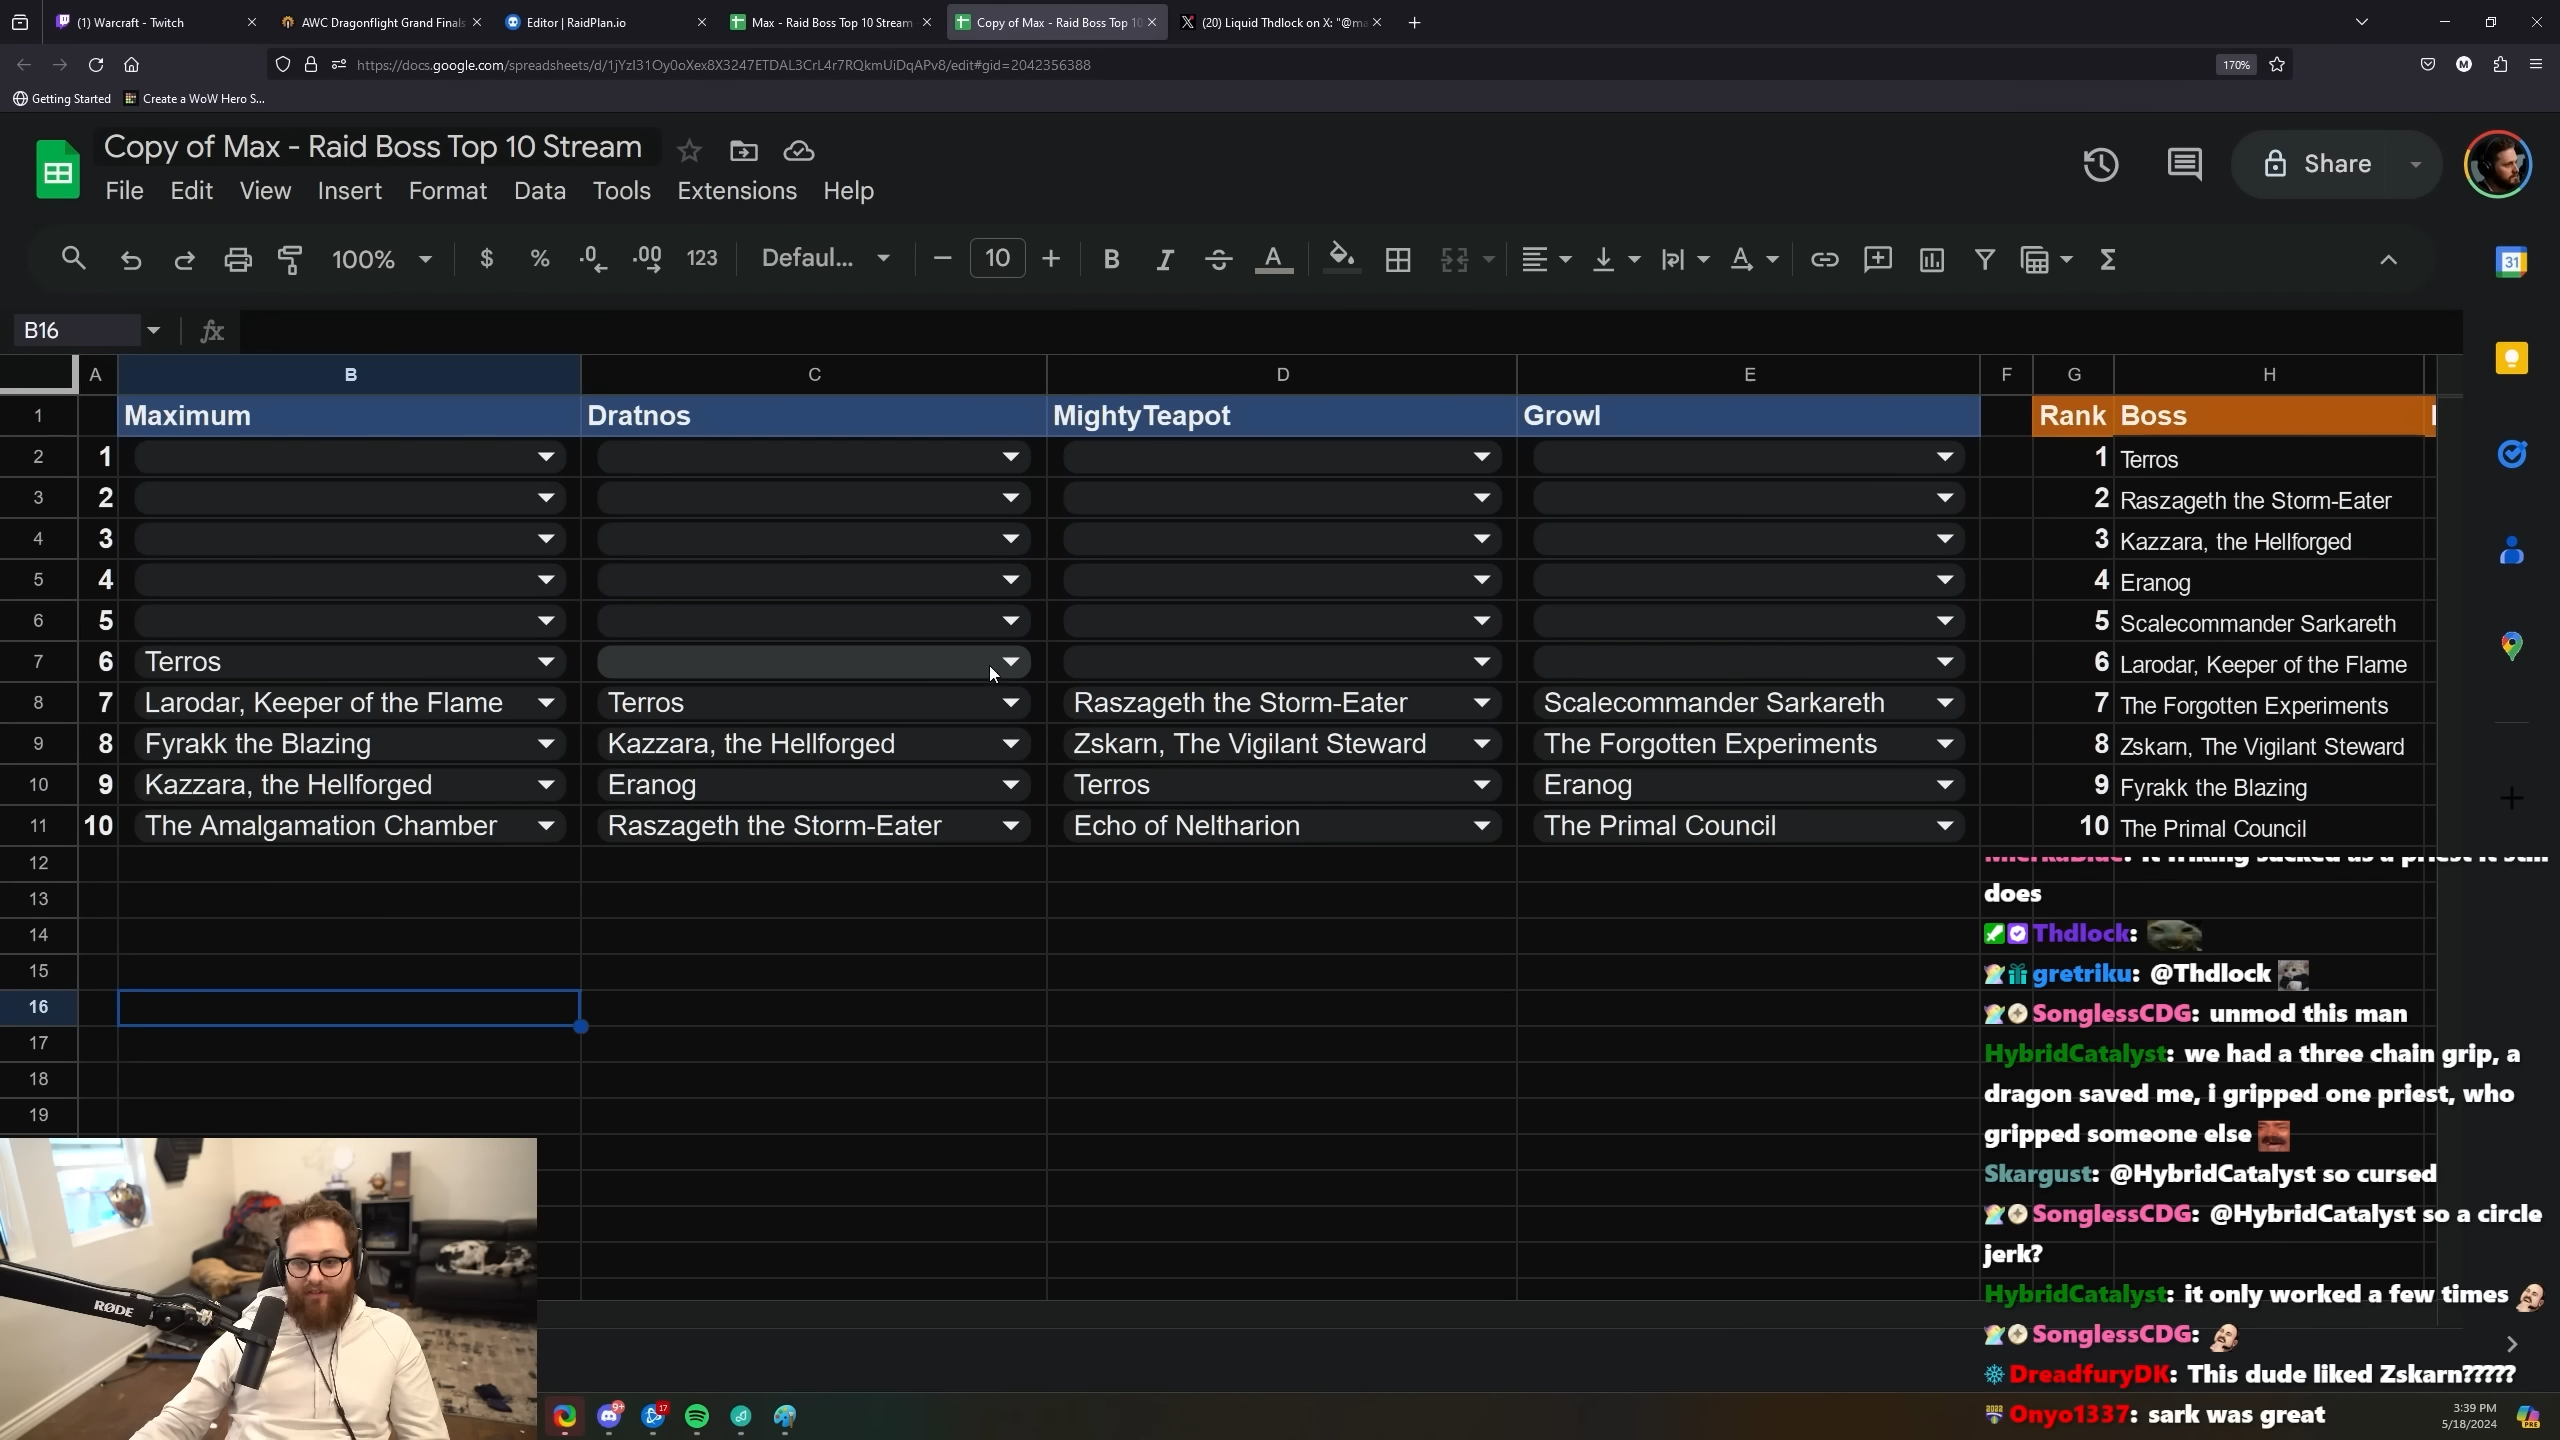 (1) Warcraft - Twitch
AWC Dragonflight Grand Finals
Editor | RaidPlan.io
Max - Raid Boss Top 10 Stream
Copy of Max - Raid Boss Top 10
(20) Liquid Thdlock on X: "@ma
https://docs.google.com/spreadsheets/d/1jYzI31Oy0oXex8X3247ETDAL3CrL4r7RQkmUiDqAPv8/edit#gid=2042356388
170%
Getting Started
Create a WoW Hero S...
Copy of Max - Raid Boss Top 10 Stream
File Edit View Insert Format Data Tools Extensions Help
Share
100% $ % .0 .00 123 Defaul... 10 B I S A
31
B16 fx
A B C D E F G H
1 Maximum Dratnos MightyTeapot Growl Rank Boss
2 1 1 Terros
3 2 2 Raszageth the Storm-Eater
4 3 3 Kazzara, the Hellforged
5 4 4 Eranog
6 5 5 Scalecommander Sarkareth
7 6 Terros 6 Larodar, Keeper of the Flame
8 7 Larodar, Keeper of the Flame Terros Raszageth the Storm-Eater Scalecommander Sarkareth 7 The Forgotten Experiments
9 8 Fyrakk the Blazing Kazzara, the Hellforged Zskarn, The Vigilant Steward The Forgotten Experiments 8 Zskarn, The Vigilant Steward
10 9 Kazzara, the Hellforged Eranog Terros Eranog 9 Fyrakk the Blazing
11 10 The Amalgamation Chamber Raszageth the Storm-Eater Echo of Neltharion The Primal Council 10 The Primal Council
12
13
14
15
16
17
18
19
does
Thdlock:
gretriku: @Thdlock
SonglessCDG: unmod this man
HybridCatalyst: we had a three chain grip, a
dragon saved me, i gripped one priest, who
gripped someone else
Skargust: @HybridCatalyst so cursed
SonglessCDG: @HybridCatalyst so a circle
jerk?
HybridCatalyst: it only worked a few times
SonglessCDG:
DreadfuryDK: This dude liked Zskarn?????
Onyo1337: sark was great
RØDE
9+
17
3:39 PM
5/18/2024
PRE